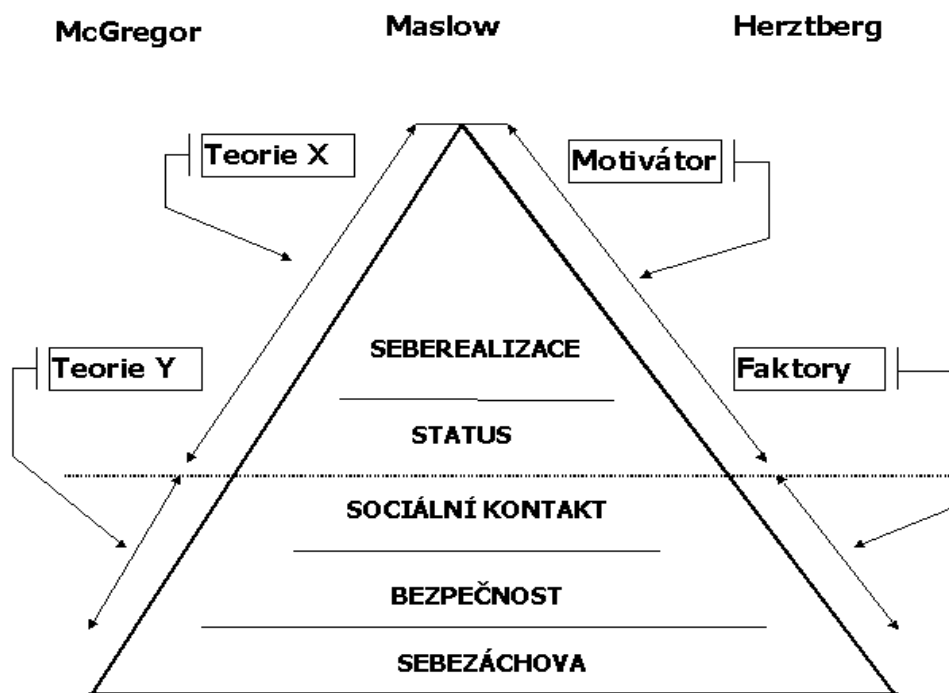 McGregor
Maslow
Herztberg
Teorie X
Motivátor
Teorie Y
SEBEREALIZACE
Faktory
STATUS
SOCIÁLNÍ KONTAKT
BEZPEČNOST
SEBEZÁCHOVA